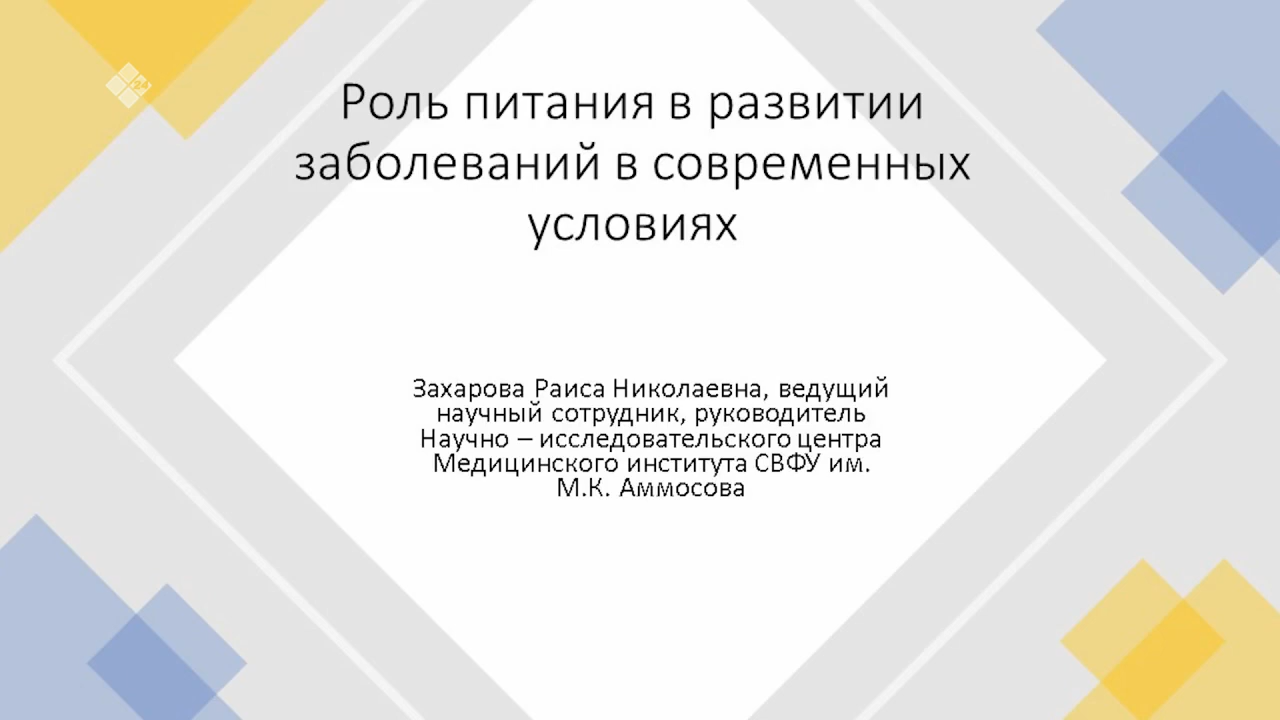 24
Роль питания в развитии
заболеваний в современных
условиях
Захарова Раиса Николаевна, ведущий
научный сотрудник, руководитель
Научно – исследовательского центра
Медицинского института СВФУ им.
М.К. Аммосова